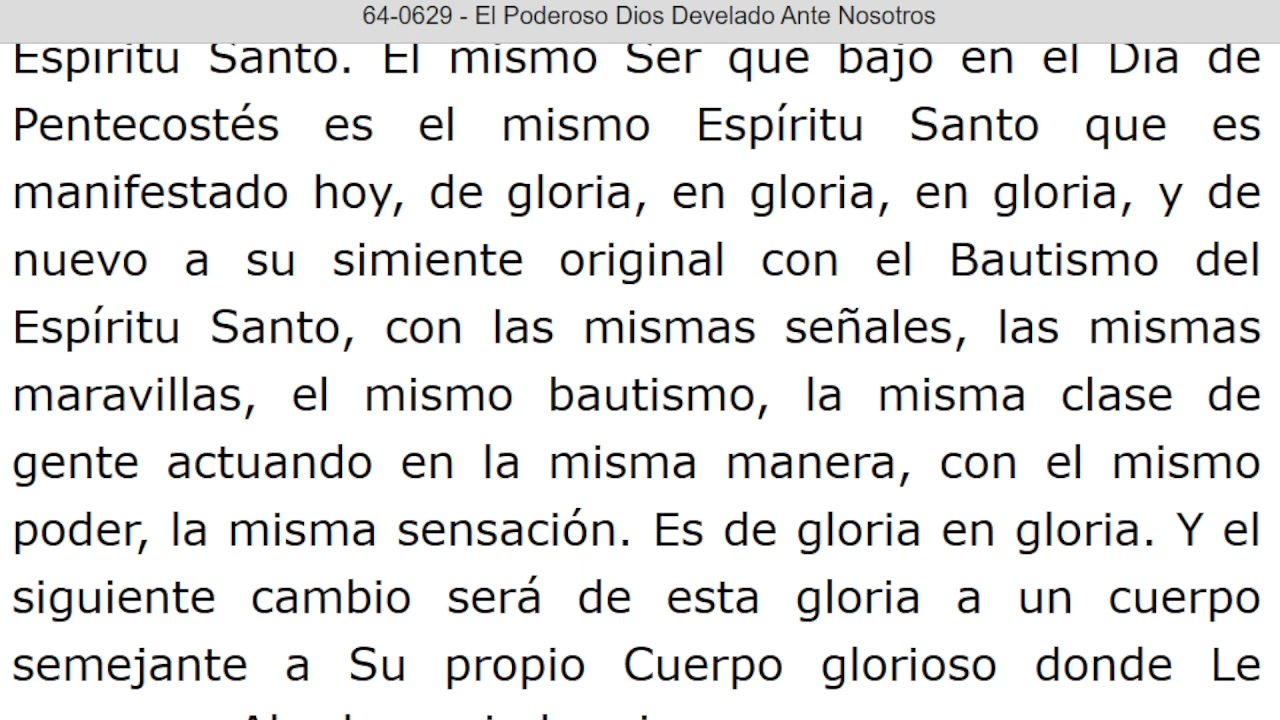 64-0629 - El Poderoso Dios Develado Ante Nosotros
Espíritu Santo. El mismo Ser que bajó en el Día de
Pentecostés es el mismo Espíritu Santo que es
manifestado hoy, de gloria, en gloria, en gloria, y de
nuevo a su simiente original con el Bautismo del
Espíritu Santo, con las mismas señales, las mismas
maravillas, el mismo bautismo, la misma clase de
gente actuando en la misma manera, con el mismo
poder, la misma sensación. Es de gloria en gloria. Y el
siguiente cambio será de esta gloria a un cuerpo
semejante a Su propio Cuerpo glorioso donde Le